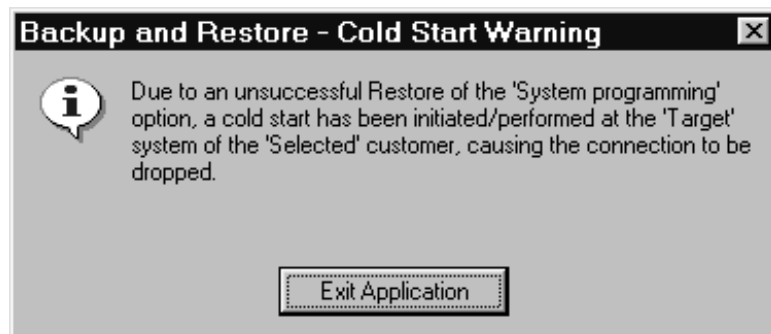 Backup and Restore - Cold Start Warning
Due to an unsuccessful Restore of the 'System programming'
option, a cold start has been initiated/performed at the 'Target'
system of the 'Selected' customer, causing the connection to be
dropped.
Exit Application